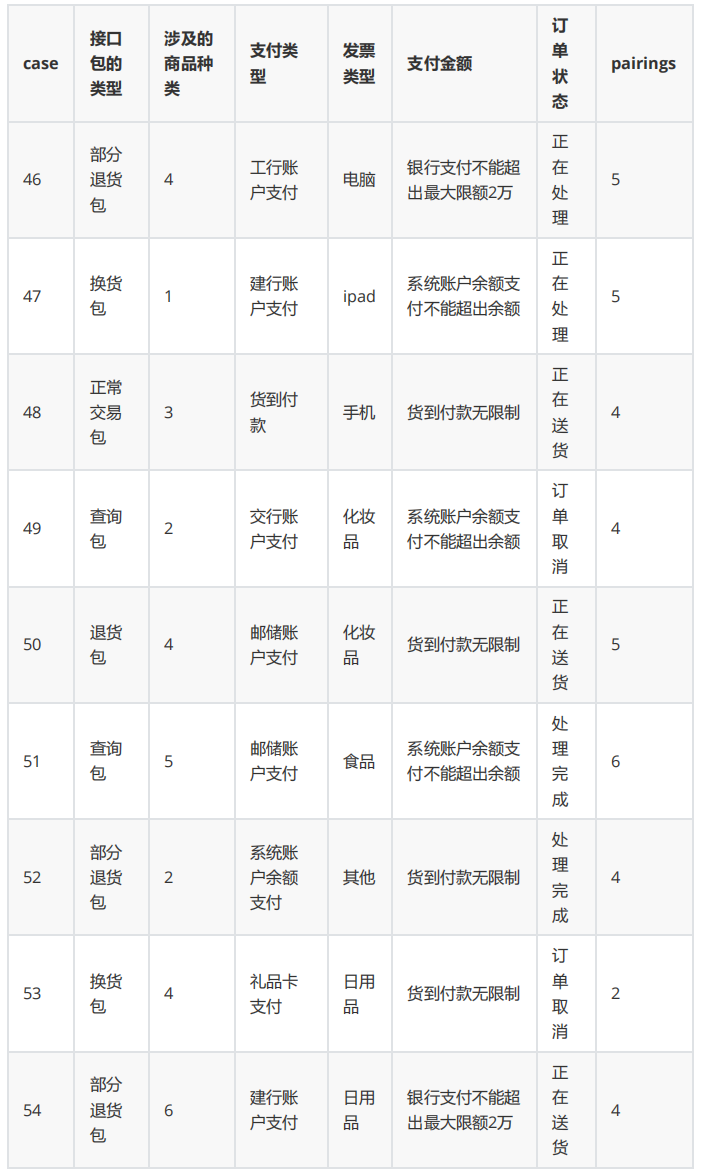 case 接口包的类型 涉及的商品种类 支付类型 发票类型 支付金额 订单状态 pairings
46 部分退货包 4 工行账户支付 电脑 银行支付不能超出最大限额2万 正在处理 5
47 换货包 1 建行账户支付 ipad 系统账户余额支付不能超出余额 正在处理 5
48 正常交易包 3 货到付款 手机 货到付款无限制 正在送货 4
49 查询包 2 交行账户支付 化妆品 系统账户余额支付不能超出余额 订单取消 4
50 退货包 4 邮储账户支付 化妆品 货到付款无限制 正在送货 5
51 查询包 5 邮储账户支付 食品 系统账户余额支付不能超出余额 处理完成 6
52 部分退货包 2 系统账户余额支付 其他 货到付款无限制 处理完成 4
53 换货包 4 礼品卡支付 日用品 货到付款无限制 订单取消 2
54 部分退货包 6 建行账户支付 日用品 银行支付不能超出最大限额2万 正在送货 4